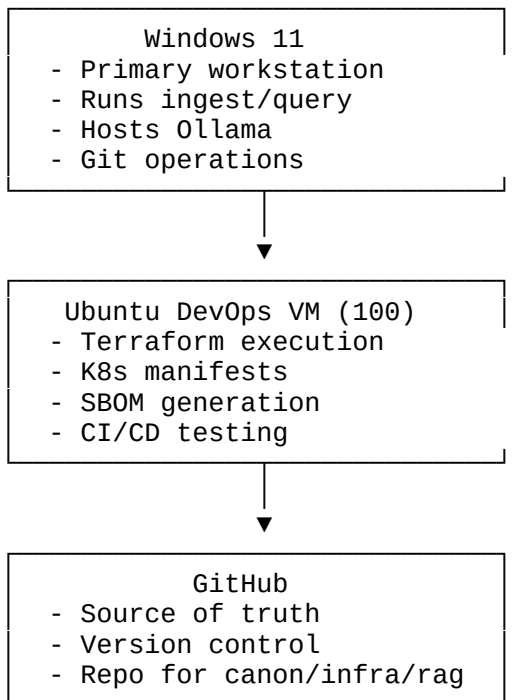 Windows 11
- Primary workstation
- Runs ingest/query
- Hosts Ollama
- Git operations
Ubuntu DevOps VM (100)
- Terraform execution
- K8s manifests
- SBOM generation
- CI/CD testing
GitHub
- Source of truth
- Version control
- Repo for canon/infra/rag